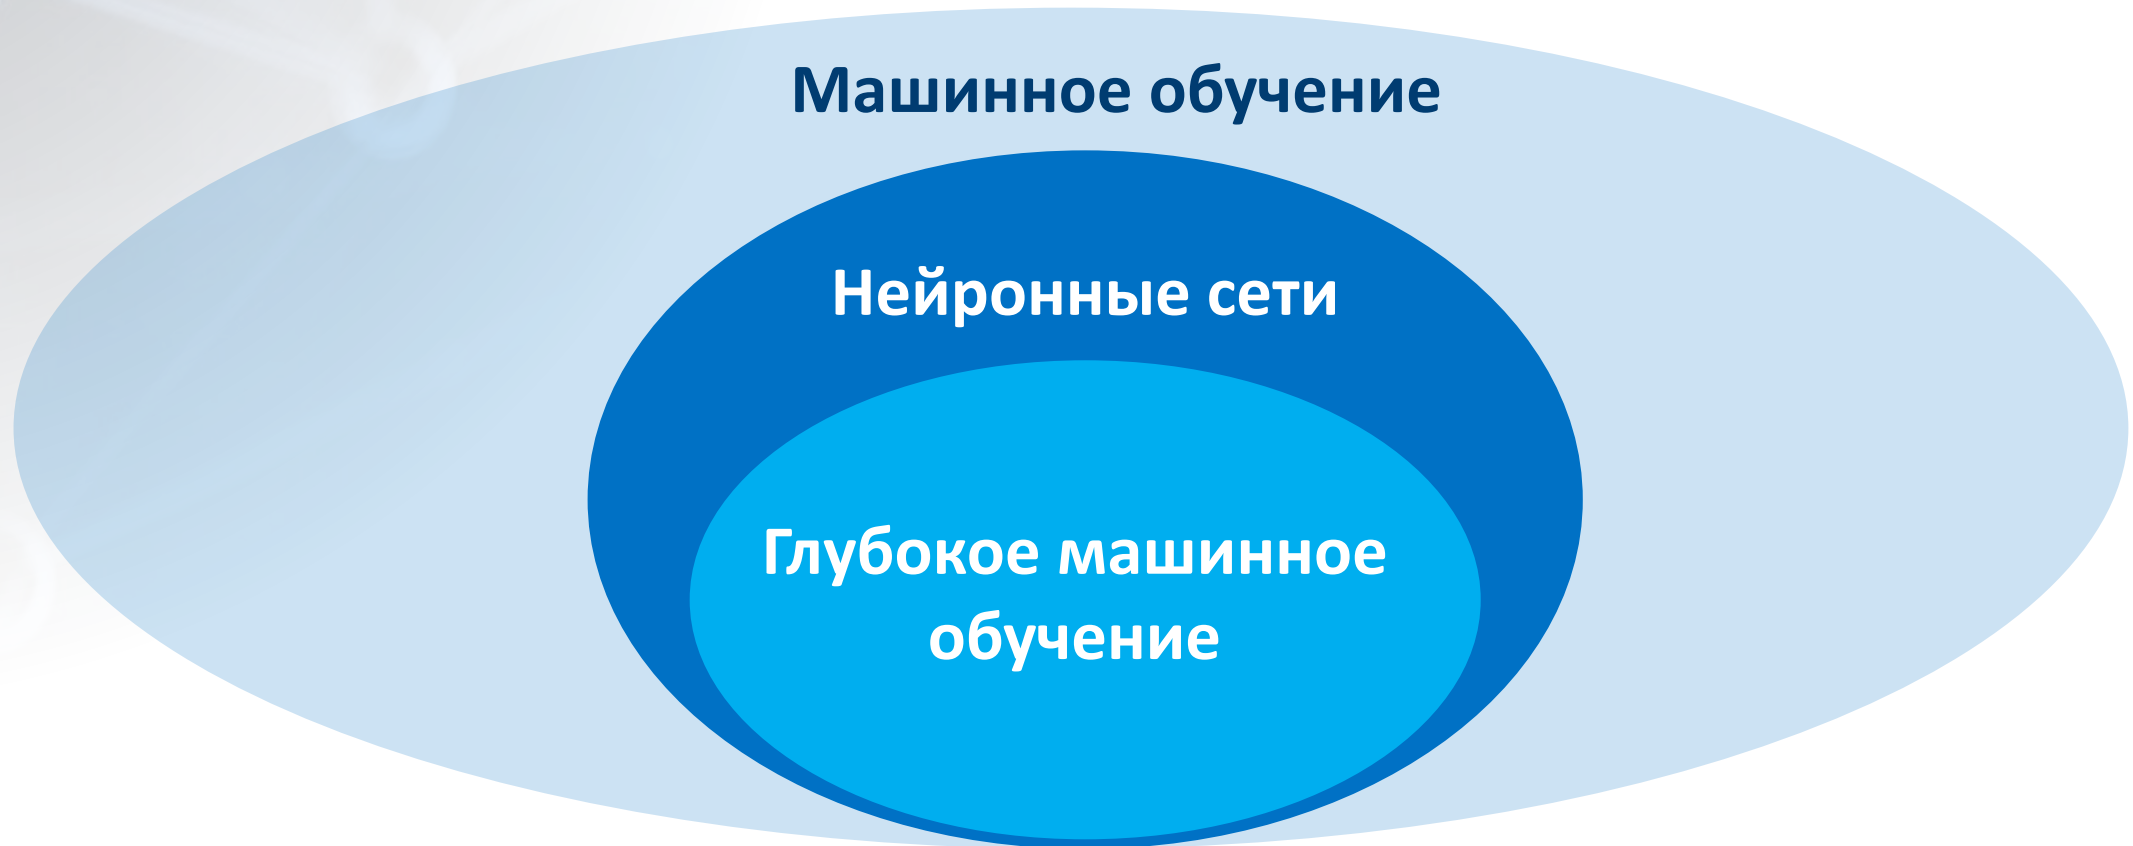 Машинное обучение
Нейронные сети
Глубокое машинное
обучение